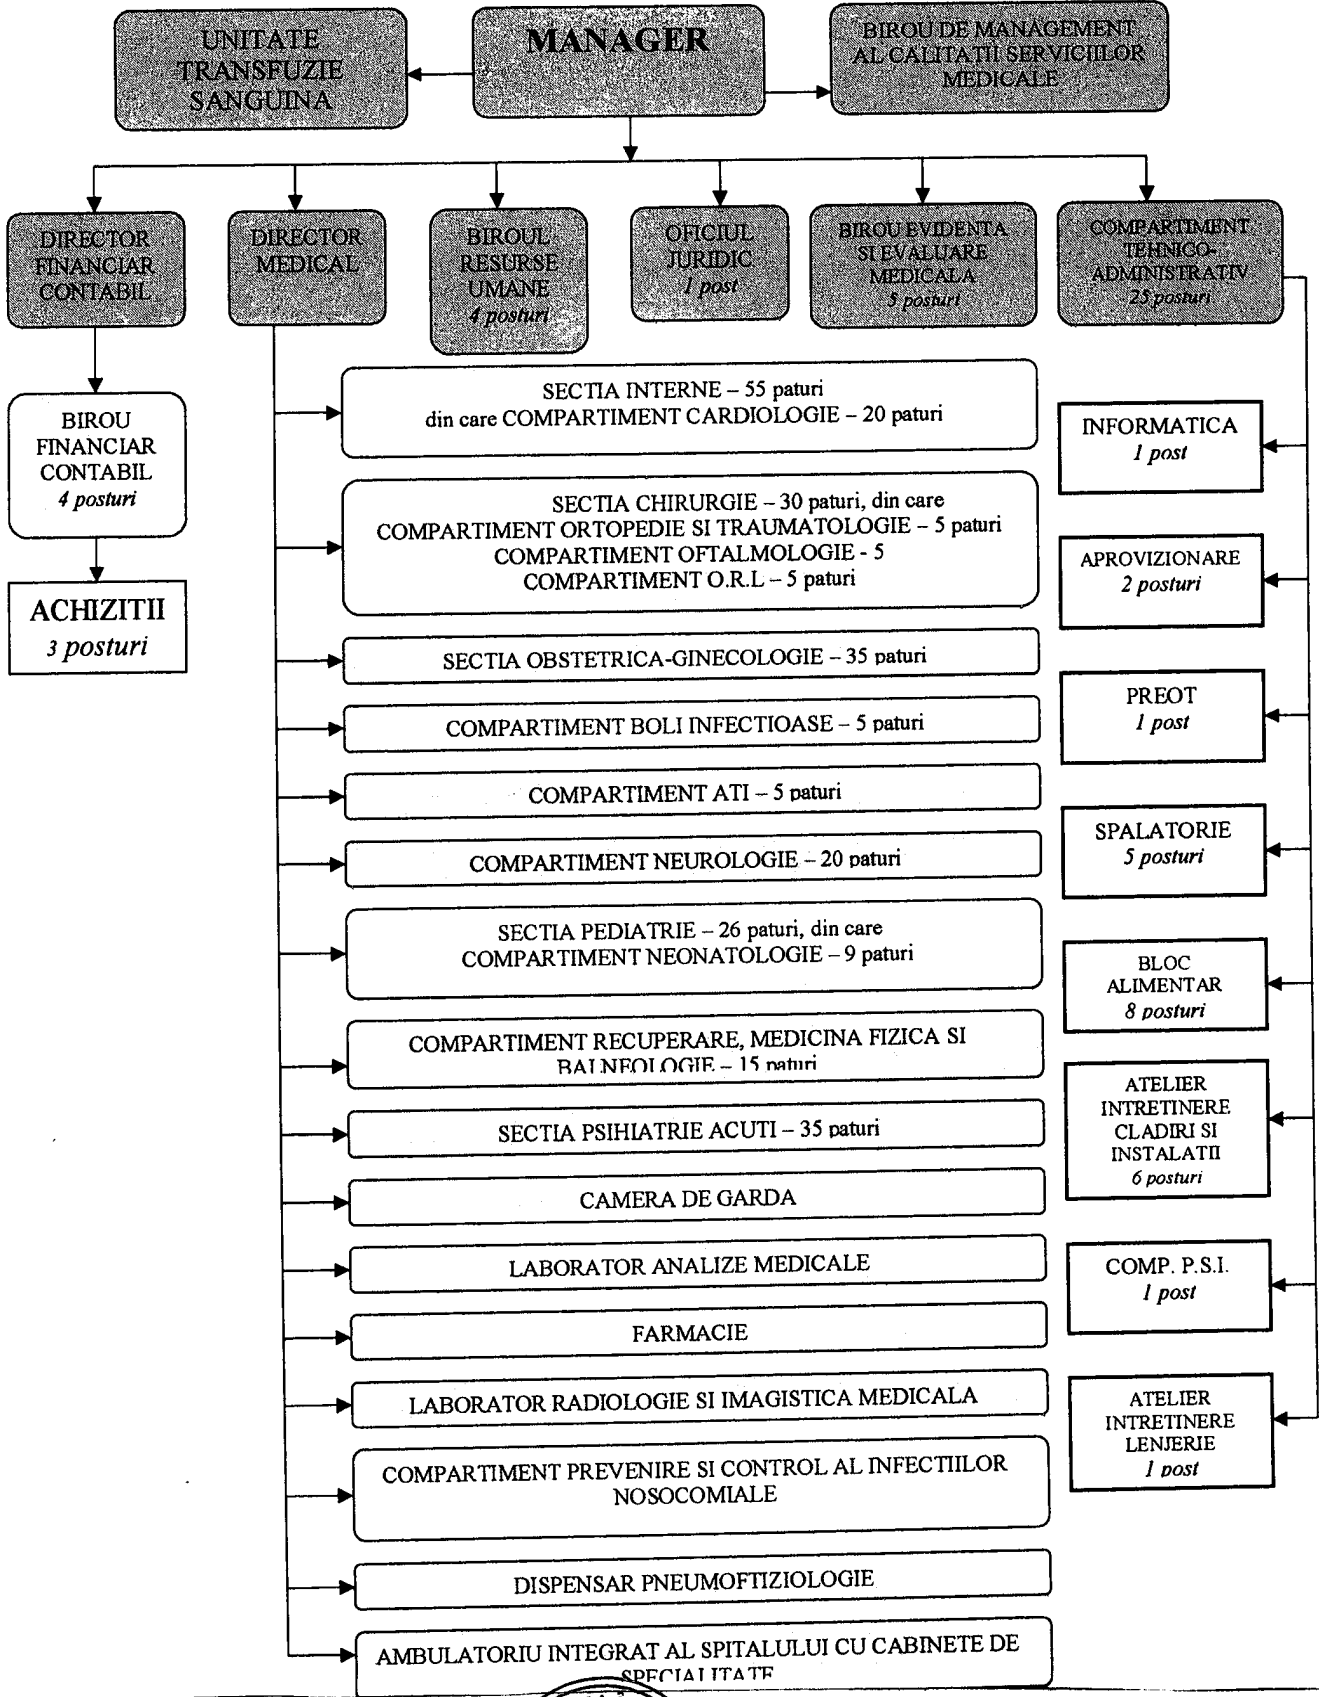 UNITATE
TRANSFUZIE
SANGUINA
MANAGER
BIROU DE MANAGEMENT
AL CALITATII SERVICIILOR
MEDICALE
DIRECTOR
FINANCIAR
CONTABIL
DIRECTOR
MEDICAL
BIROUL
RESURSE
UMANE
4 posturi
OFICIUL
JURIDIC
1 post
BIROU EVIDENTA
SI EVALUARE
MEDICALA
5 posturi
COMPARTIMENT
TEHNICO-
ADMINISTRATIV
25 posturi
BIROU
FINANCIAR
CONTABIL
4 posturi
ACHIZITII
3 posturi
SECTIA INTERNE – 55 paturi
din care COMPARTIMENT CARDIOLOGIE – 20 paturi
SECTIA CHIRURGIE – 30 paturi, din care
COMPARTIMENT ORTOPEDIE SI TRAUMATOLOGIE – 5 paturi
COMPARTIMENT OFTALMOLOGIE - 5
COMPARTIMENT O.R.L – 5 paturi
SECTIA OBSTETRICA-GINECOLOGIE – 35 paturi
COMPARTIMENT BOLI INFECTIOASE – 5 paturi
COMPARTIMENT ATI – 5 paturi
COMPARTIMENT NEUROLOGIE – 20 paturi
SECTIA PEDIATRIE – 26 paturi, din care
COMPARTIMENT NEONATOLOGIE – 9 paturi
COMPARTIMENT RECUPERARE, MEDICINA FIZICA SI
BALNEOLOGIE – 15 paturi
SECTIA PSIHIATRIE ACUTI – 35 paturi
CAMERA DE GARDA
LABORATOR ANALIZE MEDICALE
FARMACIE
LABORATOR RADIOLOGIE SI IMAGISTICA MEDICALA
COMPARTIMENT PREVENIRE SI CONTROL AL INFECTIILOR
NOSOCOMIALE
DISPENSAR PNEUMOFTIZIOLOGIE
AMBULATORIU INTEGRAT AL SPITALULUI CU CABINETE DE
SPECIALITATE
INFORMATICA
1 post
APROVIZIONARE
2 posturi
PREOT
1 post
SPALATORIE
5 posturi
BLOC
ALIMENTAR
8 posturi
ATELIER
INTRETINERE
CLADIRI SI
INSTALATII
6 posturi
COMP. P.S.I.
1 post
ATELIER
INTRETINERE
LENJERIE
1 post